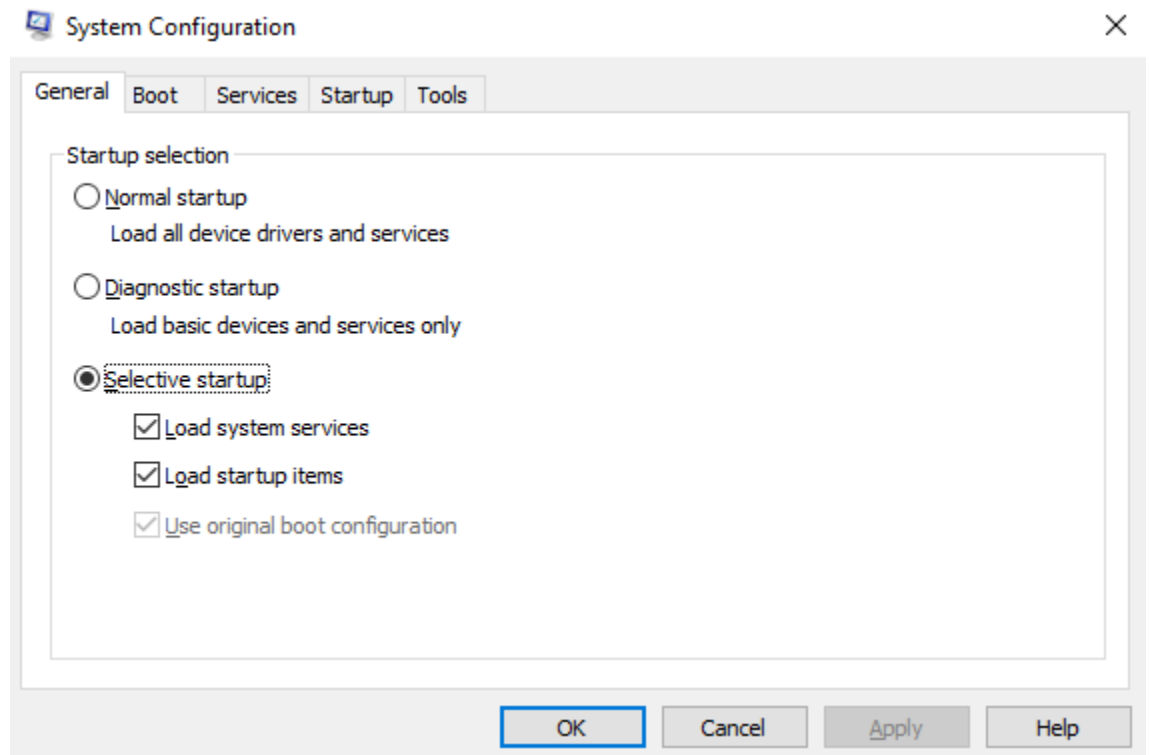 System Configuration
General Boot Services Startup Tools
Startup selection
Normal startup
Load all device drivers and services
Diagnostic startup
Load basic devices and services only
Selective startup
Load system services
Load startup items
Use original boot configuration
OK Cancel Apply Help